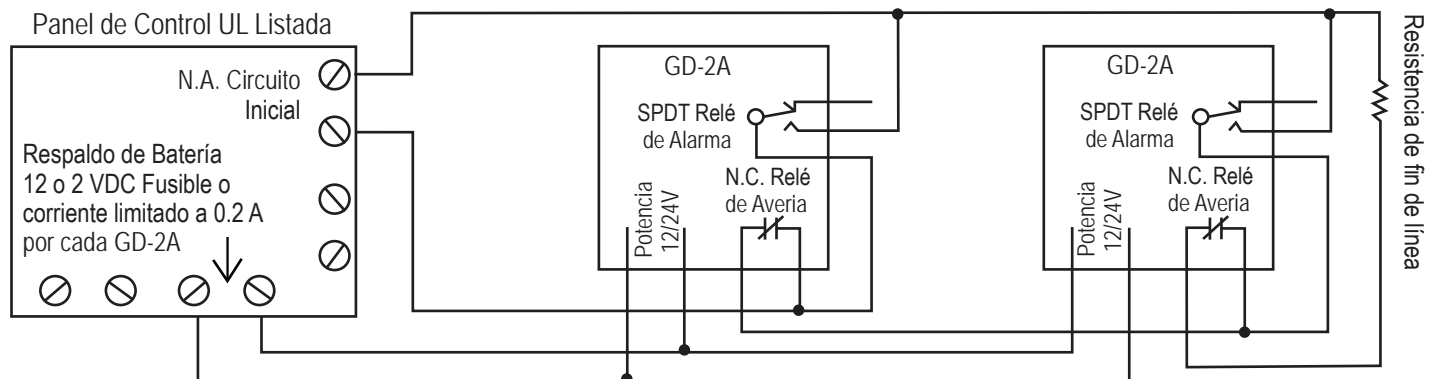 Panel de Control UL Listada
N.A. Circuito
Inicial
Respaldo de Batería
12 o 2 VDC Fusible o
corriente limitado a 0.2 A
por cada GD-2A
GD-2A
SPDT Relé
de Alarma
N.C. Relé
de Averia
Potencia
12/24V
GD-2A
SPDT Relé
de Alarma
N.C. Relé
de Averia
Potencia
12/24V
Resistencia de fin de línea